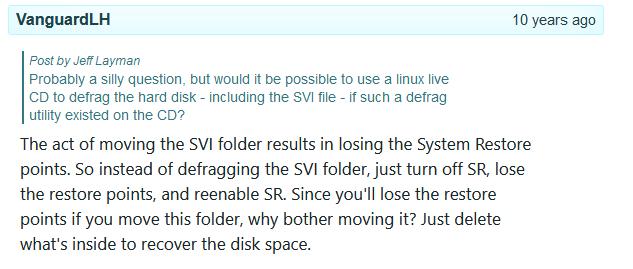 VanguardLH
10 years ago
Post by Jeff Layman
Probably a silly question, but would it be possible to use a linux live
CD to defrag the hard disk - including the SVI file - if such a defrag
utility existed on the CD?
The act of moving the SVI folder results in losing the System Restore
points. So instead of defragging the SVI folder, just turn off SR, lose
the restore points, and reenable SR. Since you'll lose the restore
points if you move this folder, why bother moving it? Just delete
what's inside to recover the disk space.